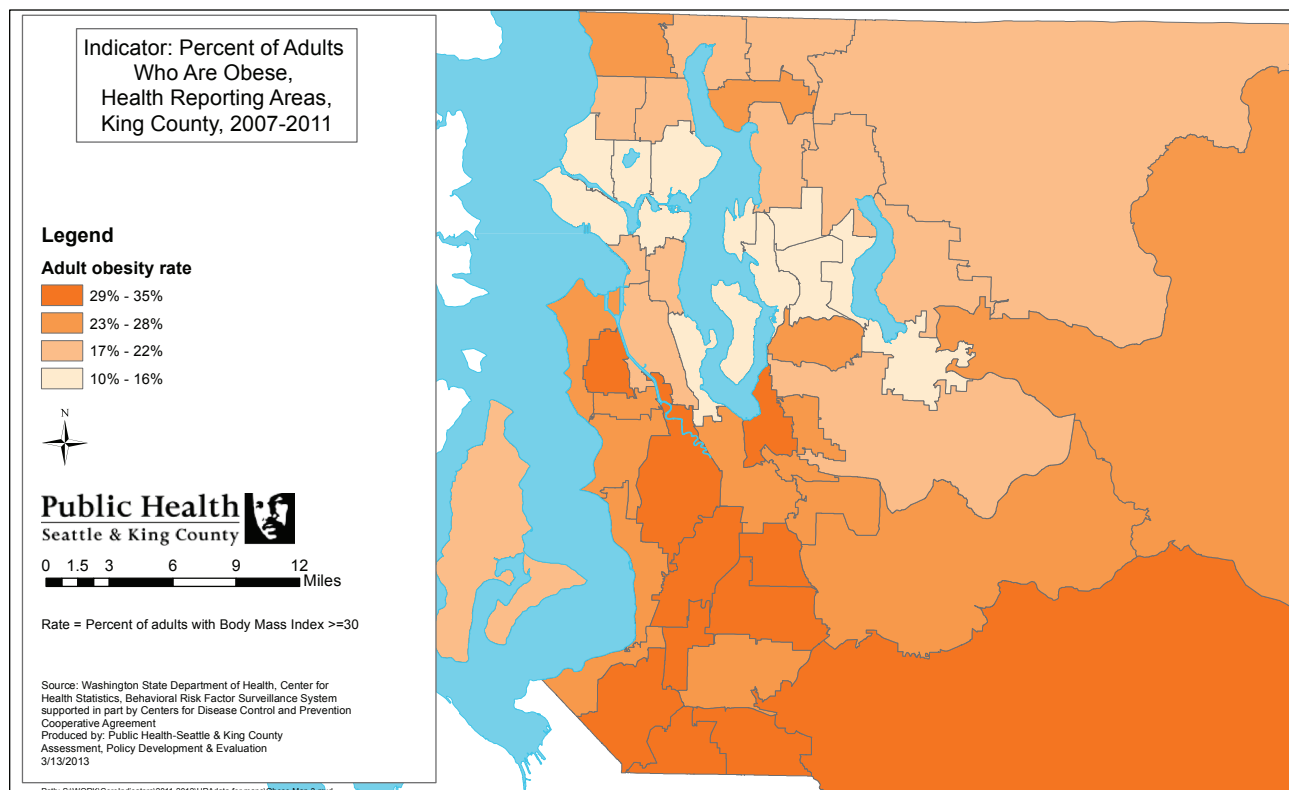 Indicator: Percent of Adults
Who Are Obese,
Health Reporting Areas,
King County, 2007-2011
Legend
Adult obesity rate
29% - 35%
23% - 28%
17% - 22%
10% - 16%
N
Public Health
Seattle & King County
0 1.5 3 6 9 12
Miles
Rate = Percent of adults with Body Mass Index >=30
Source: Washington State Department of Health, Center for
Health Statistics, Behavioral Risk Factor Surveillance System
supported in part by Centers for Disease Control and Prevention
Cooperative Agreement
Produced by: Public Health-Seattle & King County
Assessment, Policy Development & Evaluation
3/13/2013